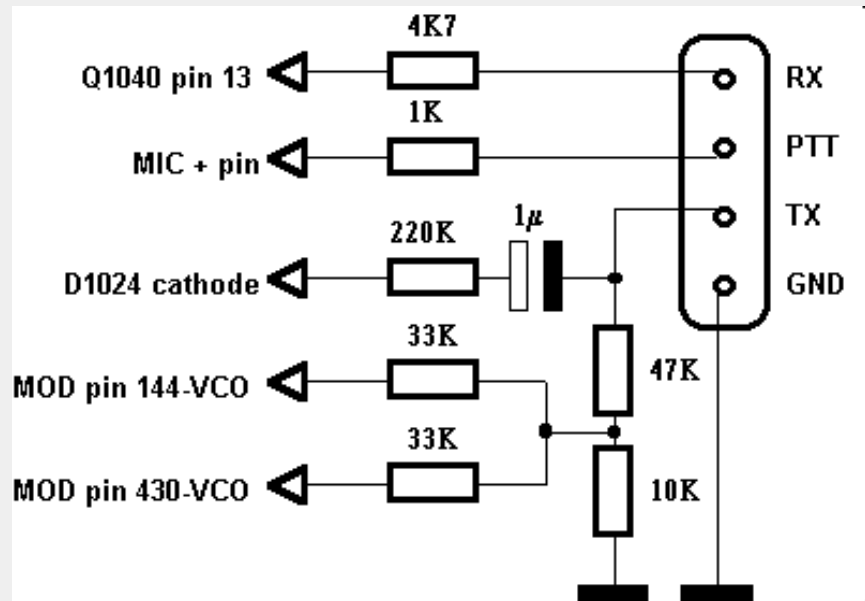 4K7
Q1040 pin 13
RX
1K
MIC + pin
PTT
1μ
TX
220K
D1024 cathode
GND
33K
MOD pin 144-VCO
47K
33K
MOD pin 430-VCO
10K